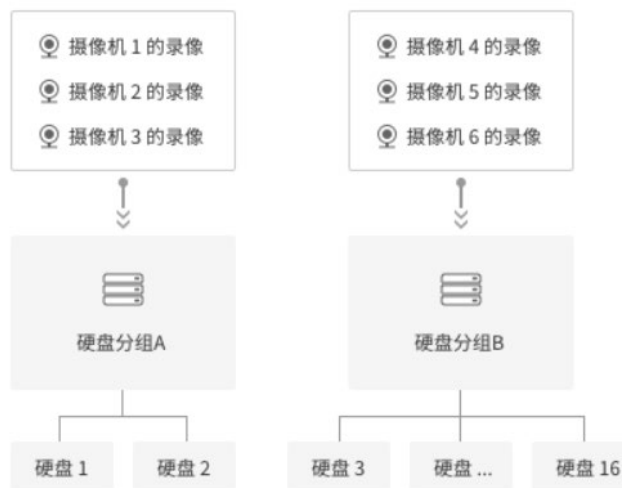 摄像机 1 的录像
摄像机 2 的录像
摄像机 3 的录像
摄像机 4 的录像
摄像机 5 的录像
摄像机 6 的录像
硬盘分组A
硬盘分组B
硬盘 1
硬盘 2
硬盘 3
硬盘 ...
硬盘 16